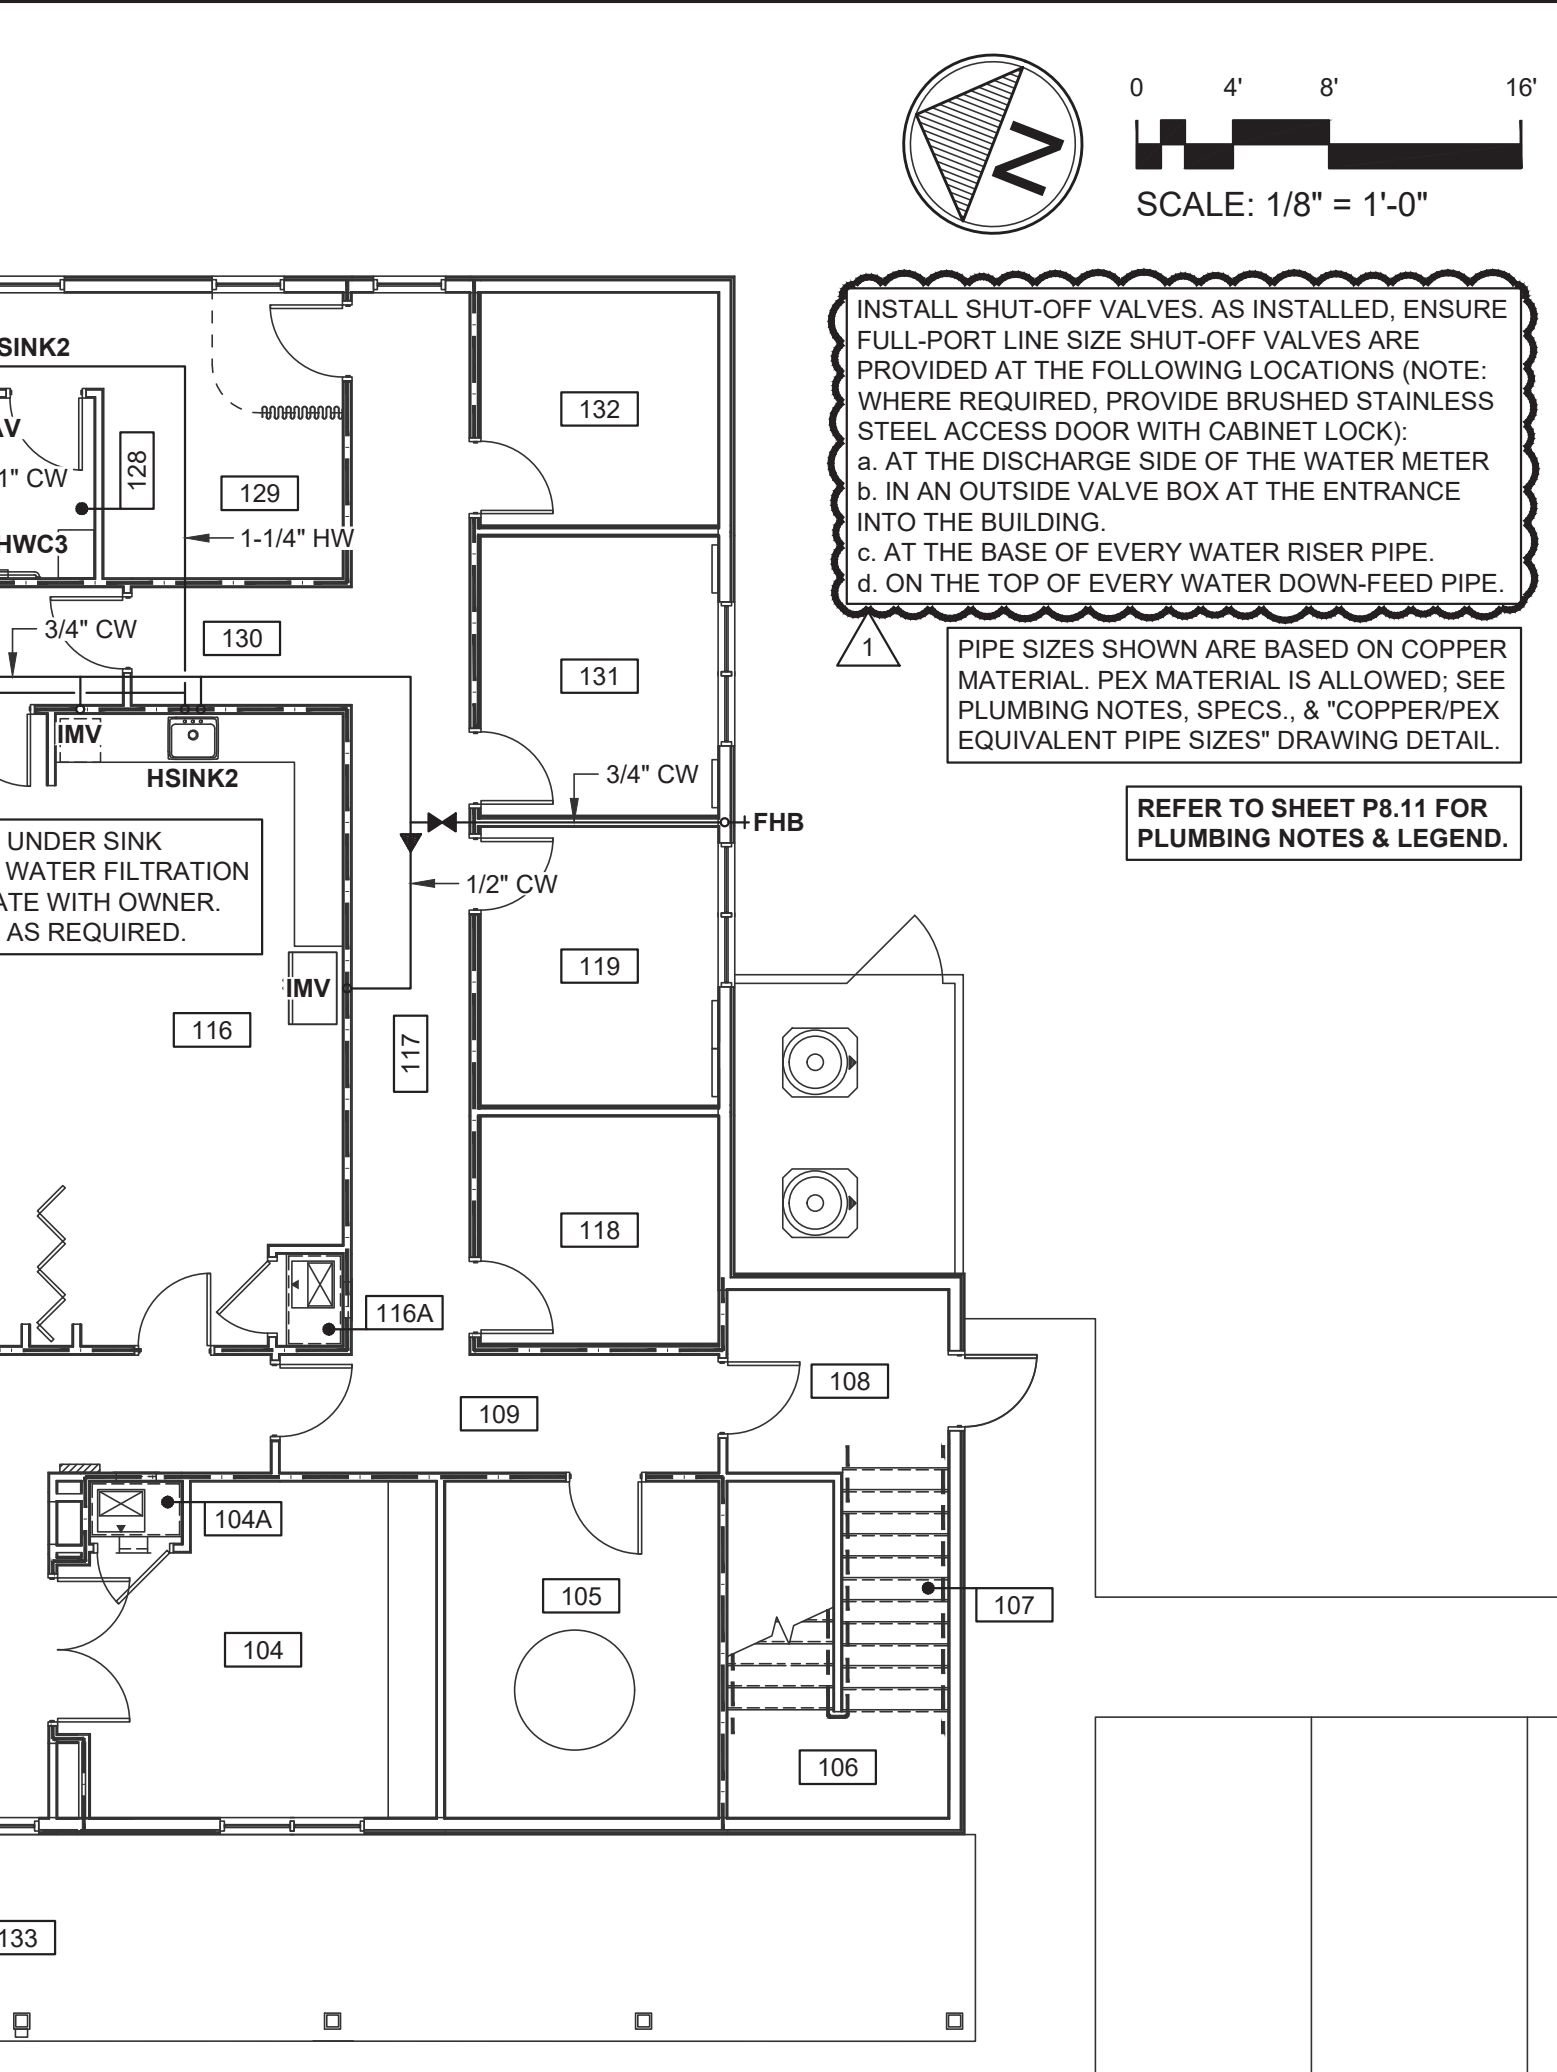 0 4' 8' 16'
N
SCALE: 1/8" = 1'-0"
INSTALL SHUT-OFF VALVES. AS INSTALLED, ENSURE
FULL-PORT LINE SIZE SHUT-OFF VALVES ARE
PROVIDED AT THE FOLLOWING LOCATIONS (NOTE:
WHERE REQUIRED, PROVIDE BRUSHED STAINLESS
STEEL ACCESS DOOR WITH CABINET LOCK):
a. AT THE DISCHARGE SIDE OF THE WATER METER
b. IN AN OUTSIDE VALVE BOX AT THE ENTRANCE
INTO THE BUILDING.
c. AT THE BASE OF EVERY WATER RISER PIPE.
d. ON THE TOP OF EVERY WATER DOWN-FEED PIPE.
1
PIPE SIZES SHOWN ARE BASED ON COPPER
MATERIAL. PEX MATERIAL IS ALLOWED; SEE
PLUMBING NOTES, SPECS., & "COPPER/PEX
EQUIVALENT PIPE SIZES" DRAWING DETAIL.
REFER TO SHEET P8.11 FOR
PLUMBING NOTES & LEGEND.
SINK2
132
AV
1" CW
128
129
HWC3
1-1/4" HW
3/4" CW
130
131
IMV
HSINK2
3/4" CW
FHB
UNDER SINK
WATER FILTRATION
ATE WITH OWNER.
AS REQUIRED.
1/2" CW
119
IMV
116
117
118
116A
108
109
104A
105
107
104
106
133